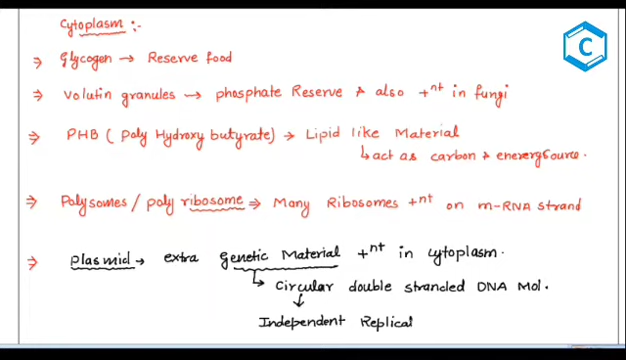 Cytoplasm :-
C
⇒ Glycogen → Reserve food
⇒ Volutin granules → phosphate Reserve & also +nt in fungi
⇒ PHB ( Poly Hydroxy butyrate) → Lipid like Material
↳ act as carbon & enerergsource.
⇒ Polysomes / poly ribosome ⇒ Many Ribosomes +nt on m-RNA strand
⇒ plasmid → extra genetic Material +nt in cytoplasm.
↳ Circular double stranded DNA Mol.
↓
Independent Replical